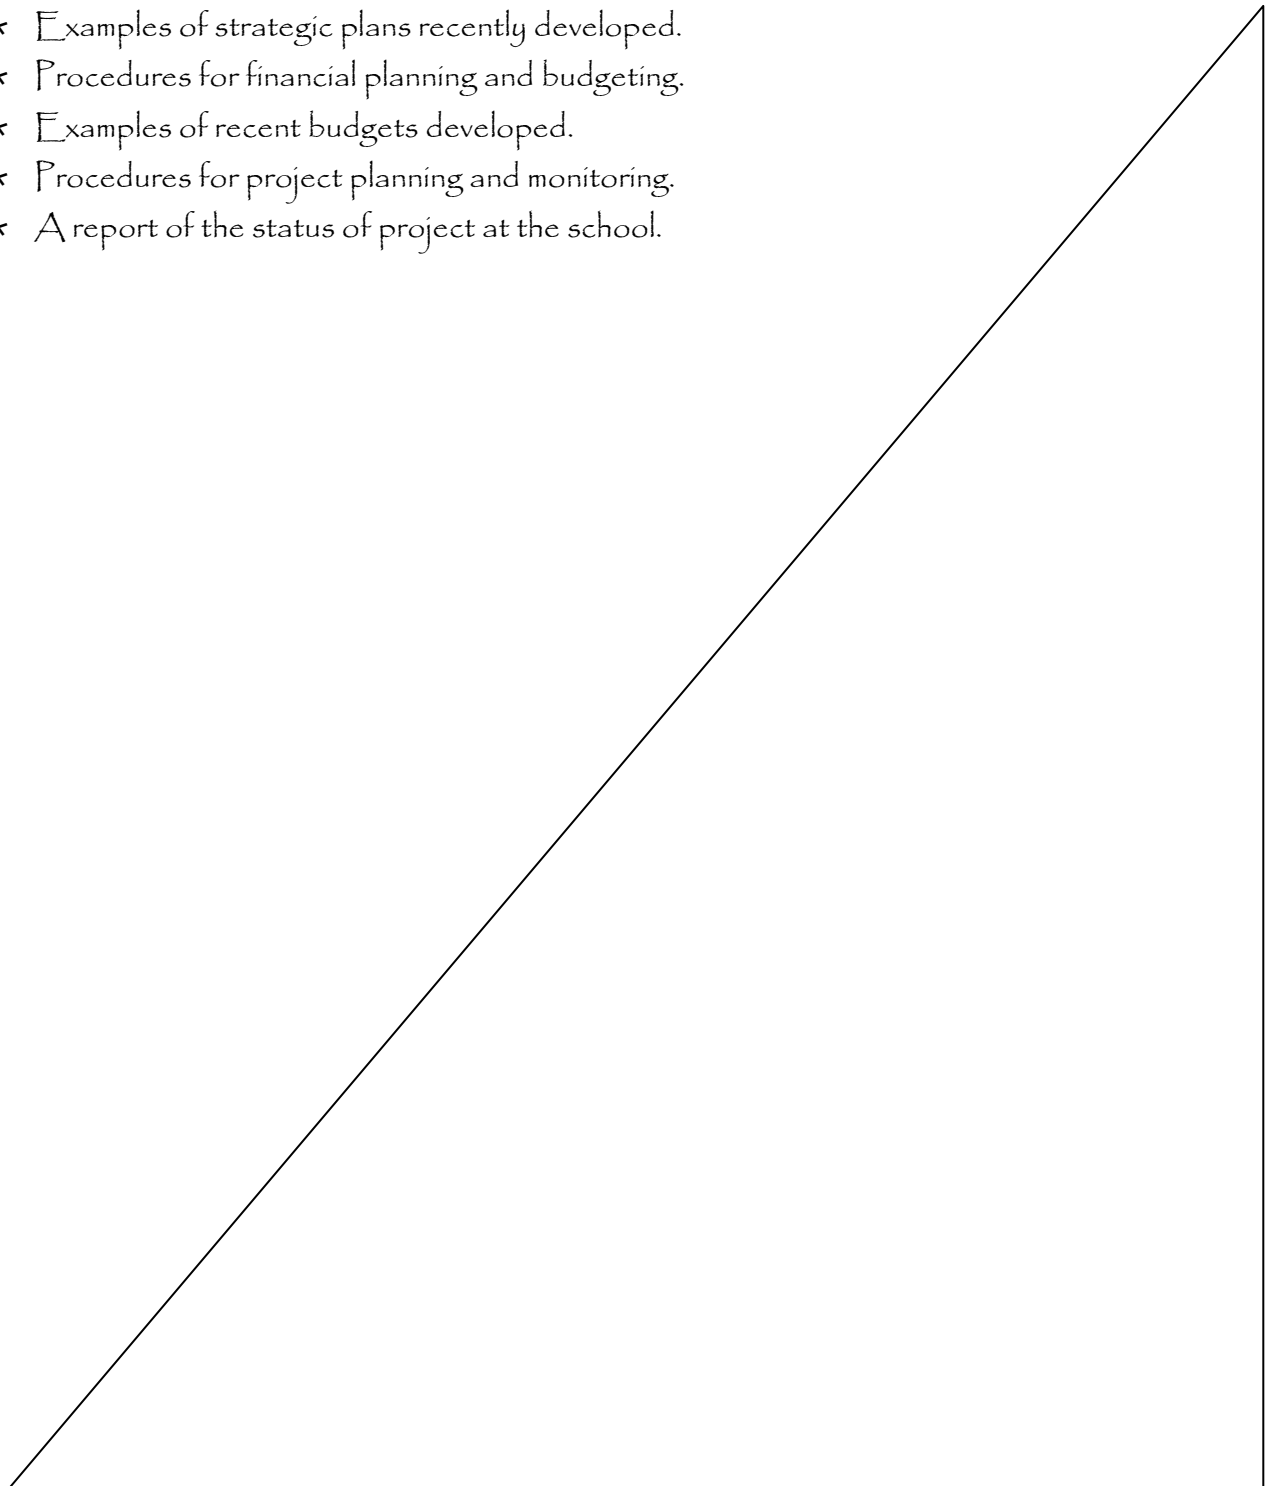 * Examples of strategic plans recently developed.
* Procedures for financial planning and budgeting.
* Examples of recent budgets developed.
* Procedures for project planning and monitoring.
* A report of the status of project at the school.